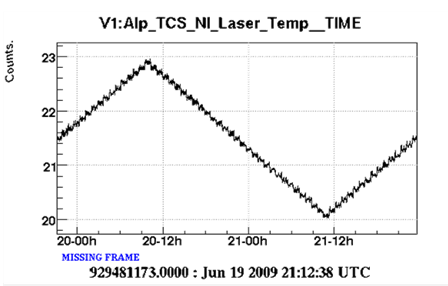 V1:Alp_TCS_NI_Laser_Temp__TIME
Counts.
23
22
21
20
20-00h 20-12h 21-00h 21-12h
MISSING FRAME
929481173.0000 : Jun 19 2009 21:12:38 UTC